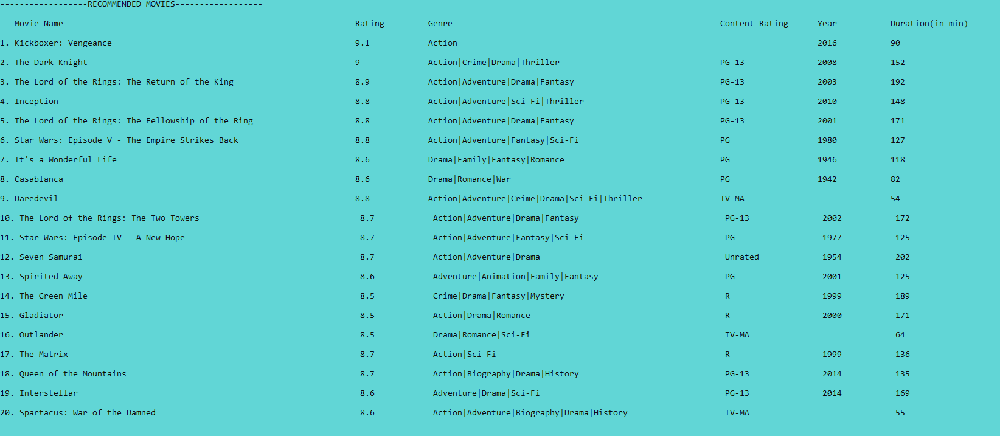 ------------------RECOMMENDED MOVIES------------------
Movie Name Rating Genre Content Rating Year Duration(in min)
1. Kickboxer: Vengeance 9.1 Action 2016 90
2. The Dark Knight 9 Action|Crime|Drama|Thriller PG-13 2008 152
3. The Lord of the Rings: The Return of the King 8.9 Action|Adventure|Drama|Fantasy PG-13 2003 192
4. Inception 8.8 Action|Adventure|Sci-Fi|Thriller PG-13 2010 148
5. The Lord of the Rings: The Fellowship of the Ring 8.8 Action|Adventure|Drama|Fantasy PG-13 2001 171
6. Star Wars: Episode V - The Empire Strikes Back 8.8 Action|Adventure|Fantasy|Sci-Fi PG 1980 127
7. It's a Wonderful Life 8.6 Drama|Family|Fantasy|Romance PG 1946 118
8. Casablanca 8.6 Drama|Romance|War PG 1942 82
9. Daredevil 8.8 Action|Adventure|Crime|Drama|Sci-Fi|Thriller TV-MA 54
10. The Lord of the Rings: The Two Towers 8.7 Action|Adventure|Drama|Fantasy PG-13 2002 172
11. Star Wars: Episode IV - A New Hope 8.7 Action|Adventure|Fantasy|Sci-Fi PG 1977 125
12. Seven Samurai 8.7 Action|Adventure|Drama Unrated 1954 202
13. Spirited Away 8.6 Adventure|Animation|Family|Fantasy PG 2001 125
14. The Green Mile 8.5 Crime|Drama|Fantasy|Mystery R 1999 189
15. Gladiator 8.5 Action|Drama|Romance R 2000 171
16. Outlander 8.5 Drama|Romance|Sci-Fi TV-MA 64
17. The Matrix 8.7 Action|Sci-Fi R 1999 136
18. Queen of the Mountains 8.7 Action|Biography|Drama|History PG-13 2014 135
19. Interstellar 8.6 Adventure|Drama|Sci-Fi PG-13 2014 169
20. Spartacus: War of the Damned 8.6 Action|Adventure|Biography|Drama|History TV-MA 55